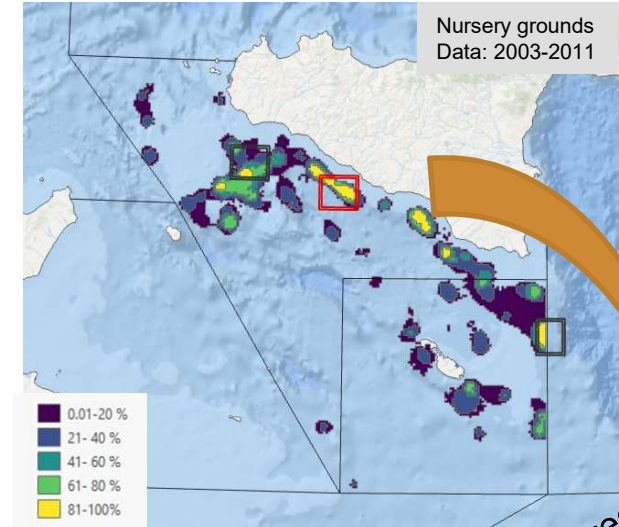 Nursery grounds
Data: 2003-2011
0.01-20 %
21- 40 %
41- 60 %
61- 80 %
81-100%